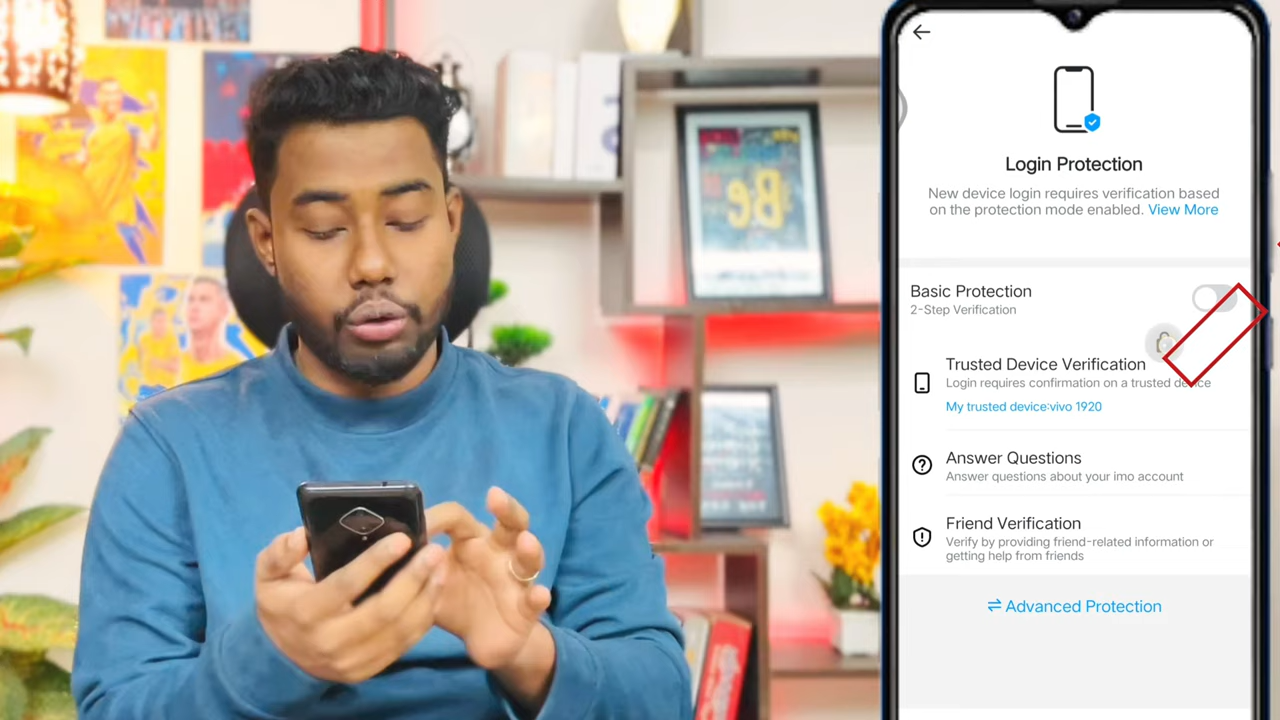 Be
Login Protection
New device login requires verification based
on the protection mode enabled. View More
Basic Protection
2-Step Verification
Trusted Device Verification
Login requires confirmation on a trusted device
My trusted device:vivo 1920
Answer Questions
Answer questions about your imo account
Friend Verification
Verify by providing friend-related information or
getting help from friends
Advanced Protection